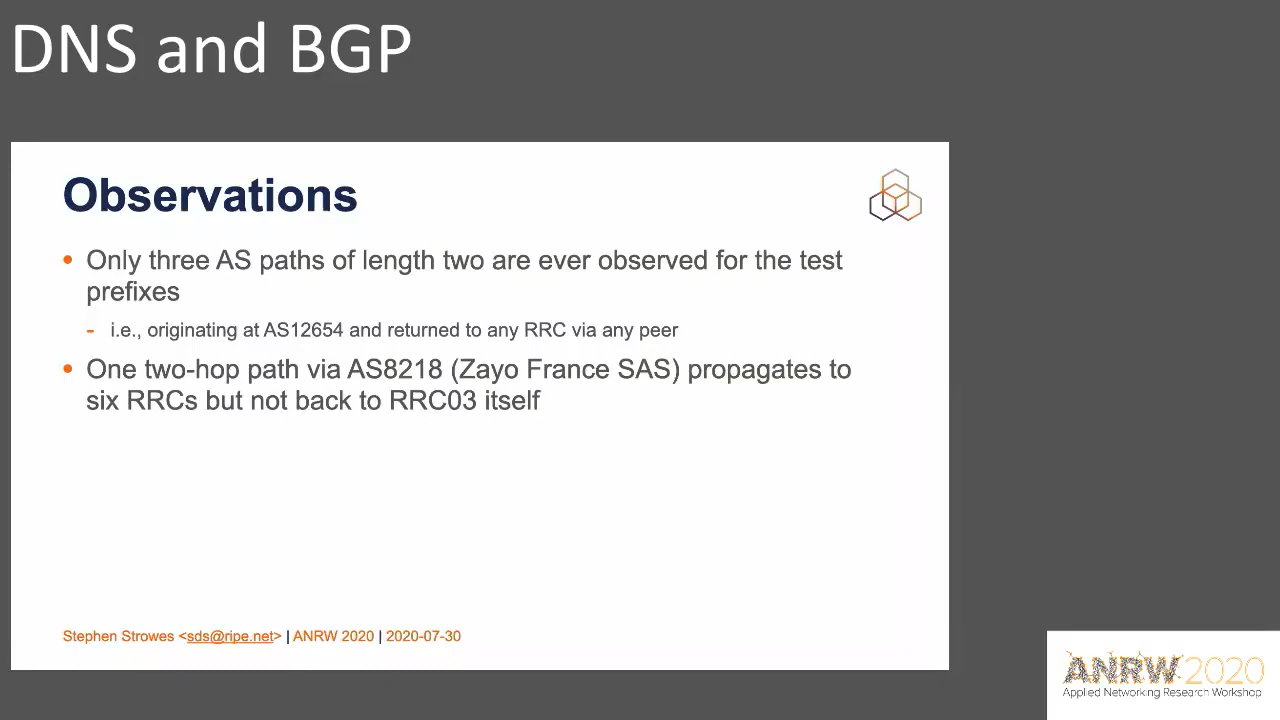 DNS and BGP
Observations
• Only three AS paths of length two are ever observed for the test
prefixes
- i.e., originating at AS12654 and returned to any RRC via any peer
• One two-hop path via AS8218 (Zayo France SAS) propagates to
six RRCs but not back to RRC03 itself
Stephen Strowes <sds@ripe.net> | ANRW 2020 | 2020-07-30
ANRW 2020
Applied Networking Research Workshop